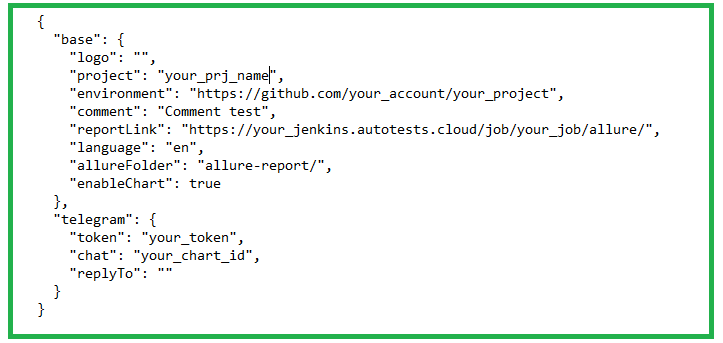 {
  "base": {
    "logo": "",
    "project": "your_prj_name",
    "environment": "https://github.com/your_account/your_project",
    "comment": "Comment test",
    "reportLink": "https://your_jenkins.autotests.cloud/job/your_job/allure/",
    "language": "en",
    "allureFolder": "allure-report/",
    "enableChart": true
  },
  "telegram": {
    "token": "your_token",
    "chat": "your_chart_id",
    "replyTo": ""
  }
}